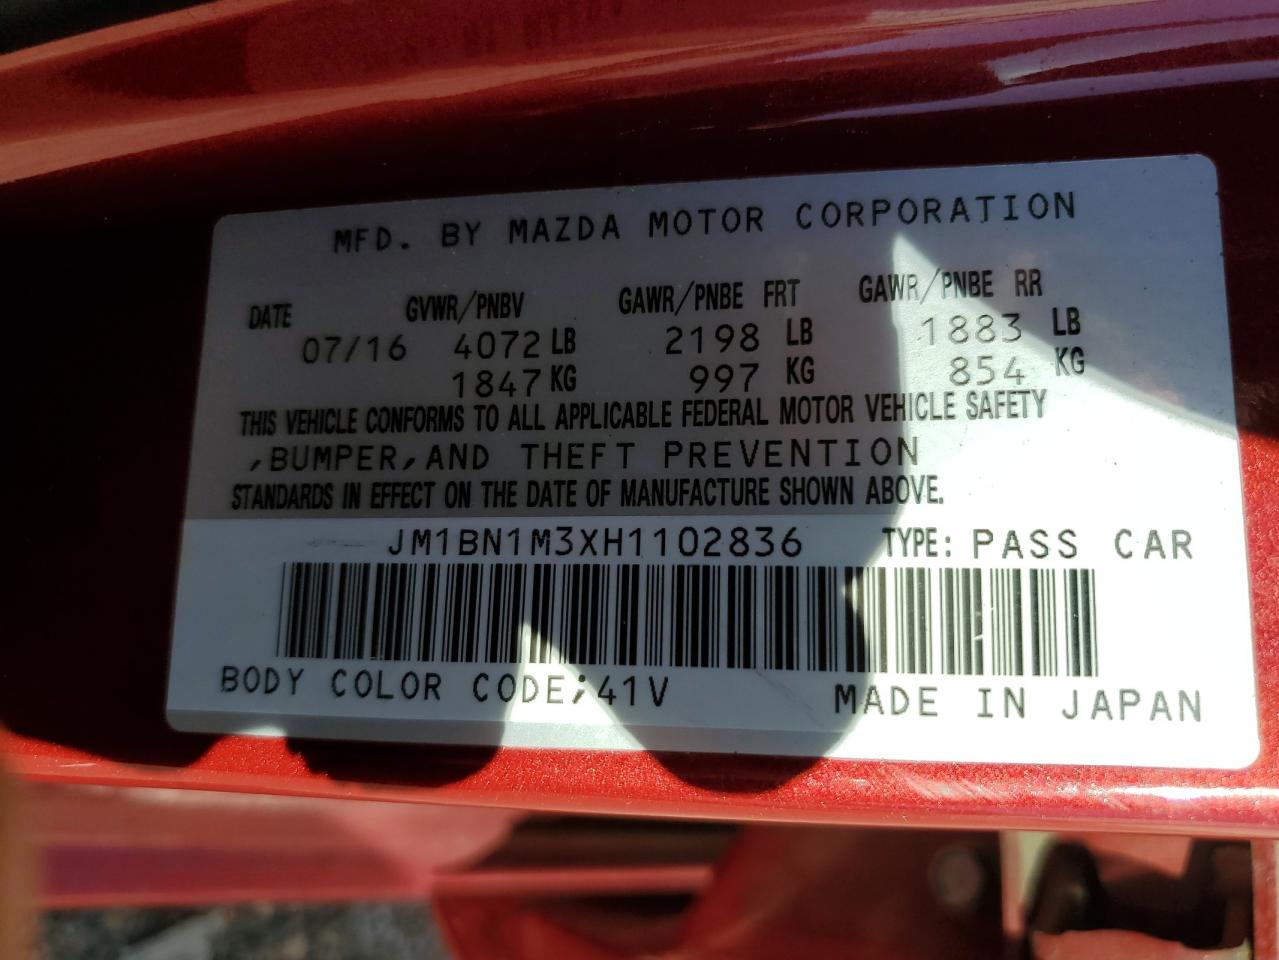 MFD. BY MAZDA MOTOR CORPORATION
DATE GVWR/PNBV GAWR/PNBE FRT GAWR/PNBE RR
07/16 4072 LB 2198 LB 1883 LB
1847 KG 997 KG 854 KG
THIS VEHICLE CONFORMS TO ALL APPLICABLE FEDERAL MOTOR VEHICLE SAFETY
,BUMPER,AND THEFT PREVENTION
STANDARDS IN EFFECT ON THE DATE OF MANUFACTURE SHOWN ABOVE.
JM1BN1M3XH1102836 TYPE: PASS CAR
BODY COLOR CODE;41V MADE IN JAPAN